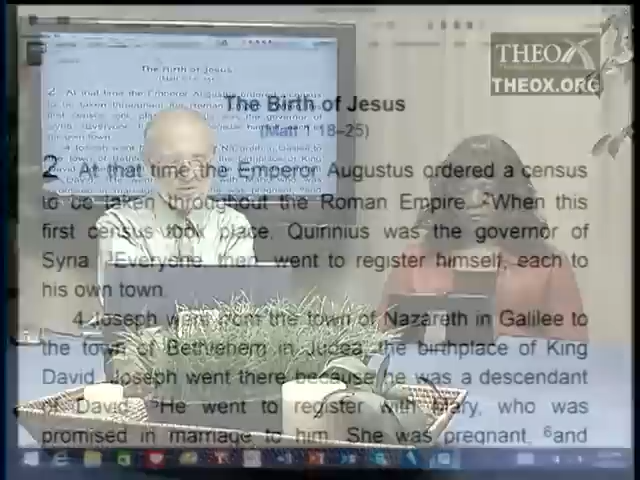 THEOX
THEOX.ORG
The Birth of Jesus
(Matt 1.18–25)
2 At that time the Emperor Augustus ordered a census
to be taken throughout the Roman Empire. 2When this
first census took place, Quirinius was the governor of
Syria. 3Everyone then went to register himself, each to
his own town.
4 Joseph went from the town of Nazareth in Galilee to
the town of Bethlehem in Judea, the birthplace of King
David. Joseph went there because he was a descendant
of David. 5He went to register with Mary, who was
promised in marriage to him. She was pregnant, 6and